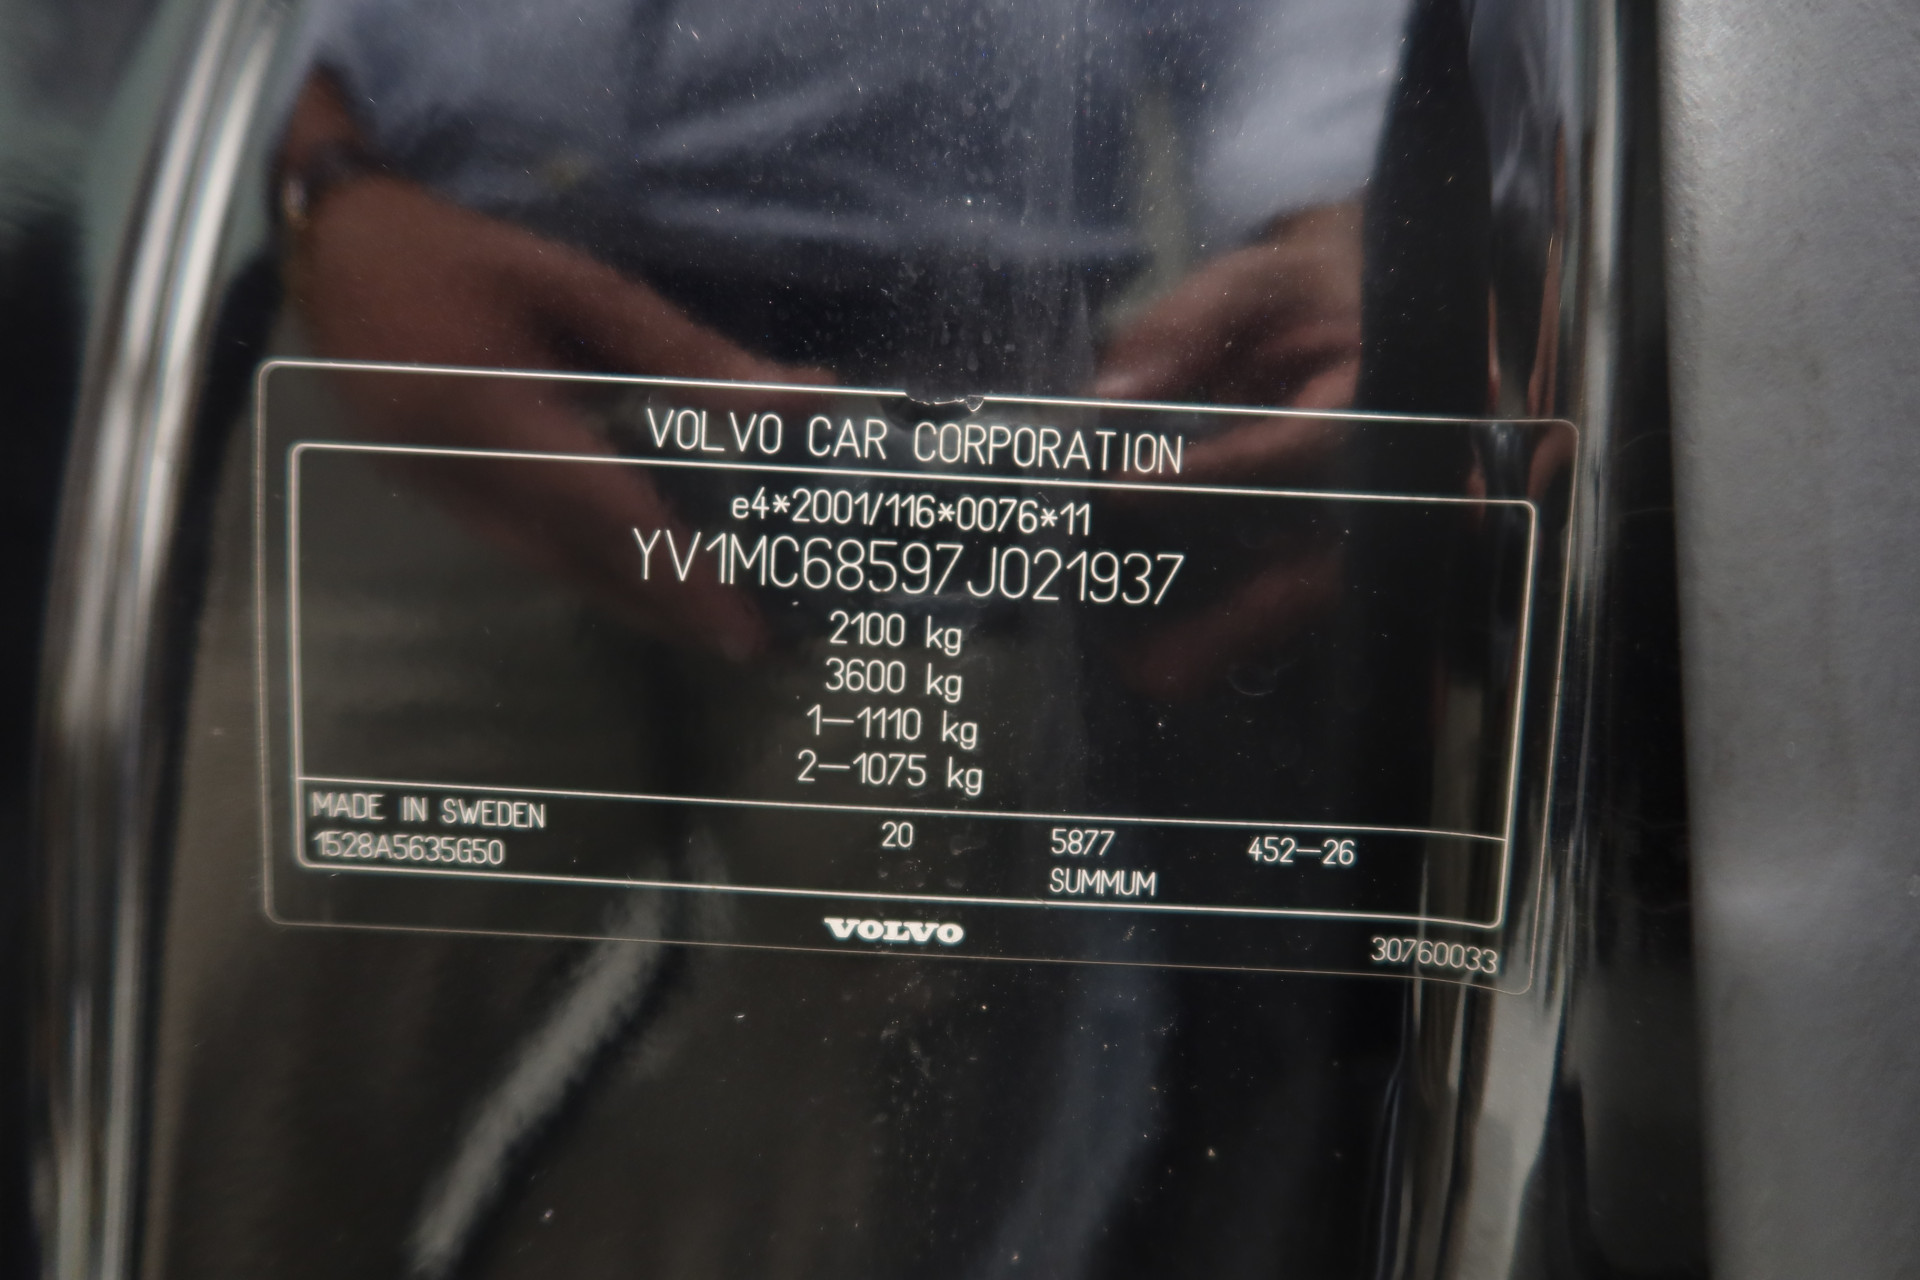 VOLVO CAR CORPORATION
e4*2001/116*0076*11
YV1MC68597J021937
2100 kg
3600 kg
1-1110 kg
2-1075 kg
MADE IN SWEDEN 20 5877 452-26
1528A5635G50 SUMMUM
VOLVO
30760033